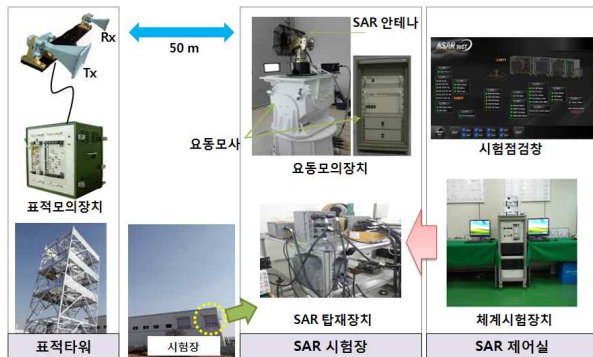 Rx
Tx
50 m
표적모의장치
표적타워
시험장
SAR 안테나
요동모사
요동모의장치
SAR 탑재장치
SAR 시험장
ASAR
시험점검창
체계시험장치
SAR 제어실